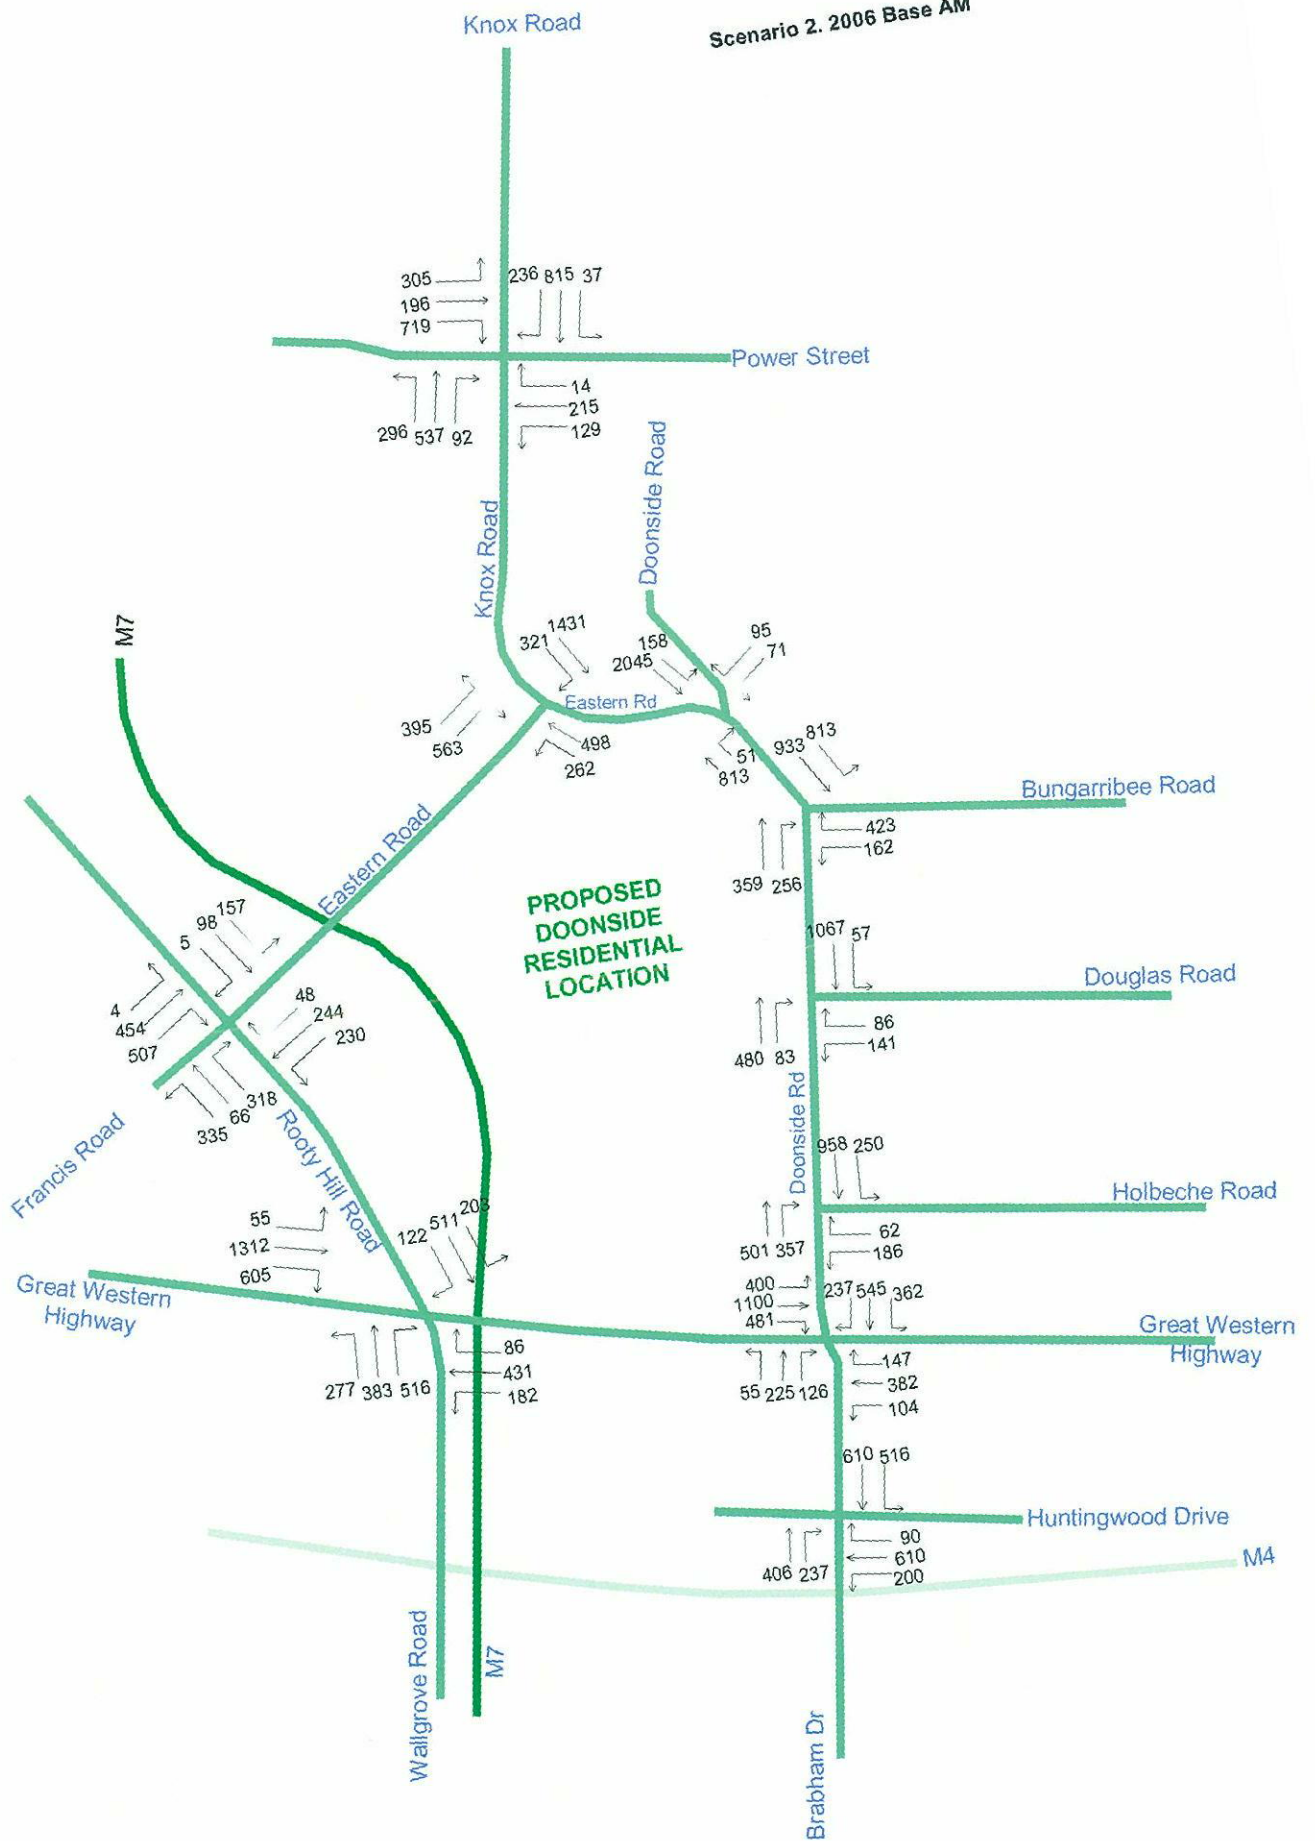 Scenario 2. 2006 Base AM
Knox Road
305
196
719
236 815 37
Power Street
296 537 92
14
215
129
Doonside Road
Knox Road
M7
321
1431
158
2045
95
71
Eastern Rd
395
563
498
262
51
813
933
813
Bungarribee Road
423
162
359 256
Eastern Road
PROPOSED
DOONSIDE
RESIDENTIAL
LOCATION
5
98
157
1067 57
Douglas Road
4
454
507
48
244
230
86
141
480 83
335
66
318
Francis Road
Rooty Hill Road
Doonside Rd
958 250
Holbeche Road
55
1312
605
122
511
203
501 357
62
186
Great Western
Highway
400
1100
481
237 545 362
Great Western
Highway
277 383 516
86
431
182
55 225 126
147
382
104
610 516
Huntingwood Drive
406 237
90
610
200
M4
Wallgrove Road
M7
Brabham Dr